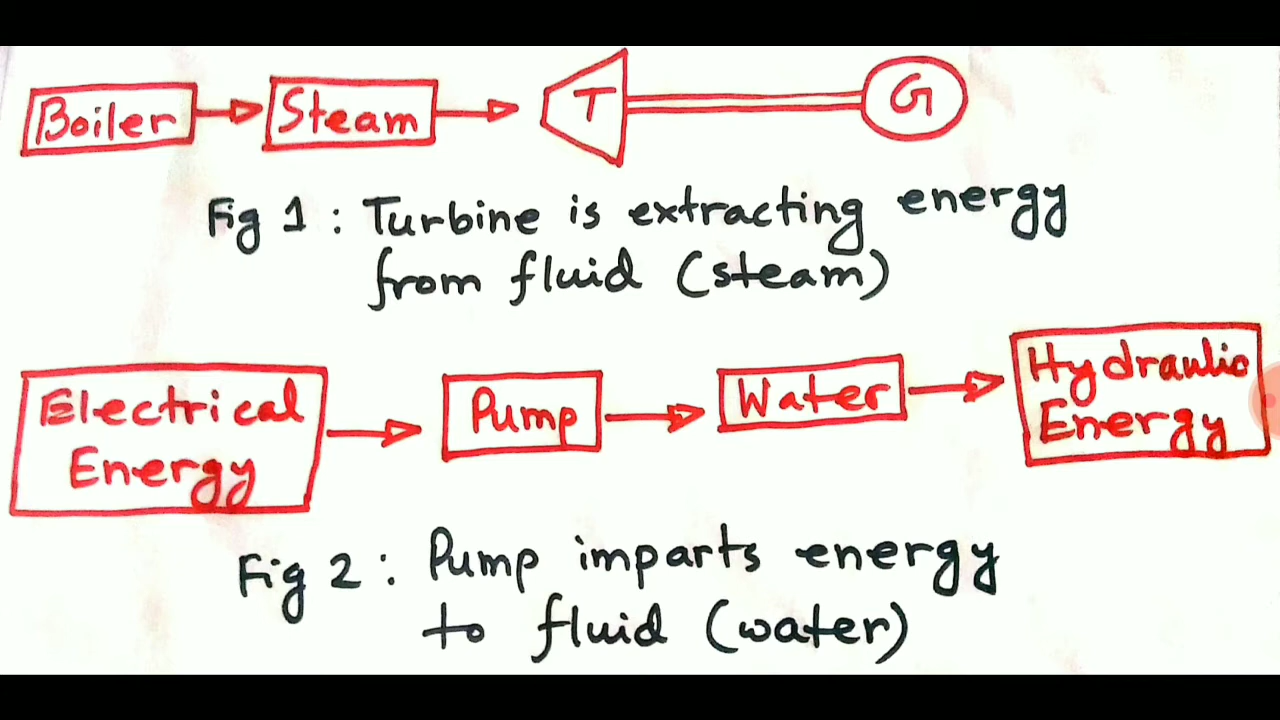 Boiler
Steam
T
G
Fig 1 : Turbine is extracting energy
from fluid (steam)
Electrical
Energy
Pump
Water
Hydraulic
Energy
Fig 2 : Pump imparts energy
to fluid (water)